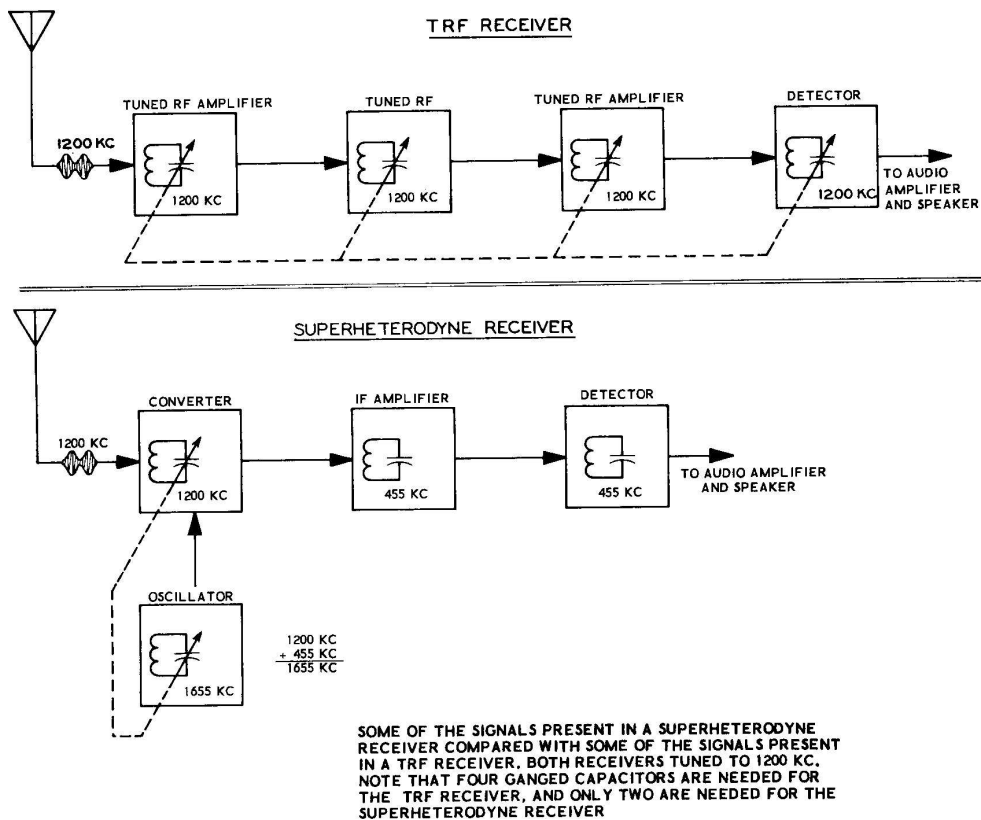 TRF RECEIVER
TUNED RF AMPLIFIER
TUNED RF
TUNED RF AMPLIFIER
DETECTOR
1200 KC
1200 KC
1200 KC
1200 KC
1200 KC
TO AUDIO
AMPLIFIER
AND SPEAKER
SUPERHETERODYNE RECEIVER
CONVERTER
IF AMPLIFIER
DETECTOR
1200 KC
1200 KC
455 KC
455 KC
TO AUDIO AMPLIFIER
AND SPEAKER
OSCILLATOR
1655 KC
1200 KC
+ 455 KC
1655 KC
SOME OF THE SIGNALS PRESENT IN A SUPERHETERODYNE
RECEIVER COMPARED WITH SOME OF THE SIGNALS PRESENT
IN A TRF RECEIVER, BOTH RECEIVERS TUNED TO 1200 KC.
NOTE THAT FOUR GANGED CAPACITORS ARE NEEDED FOR
THE TRF RECEIVER, AND ONLY TWO ARE NEEDED FOR THE
SUPERHETERODYNE RECEIVER